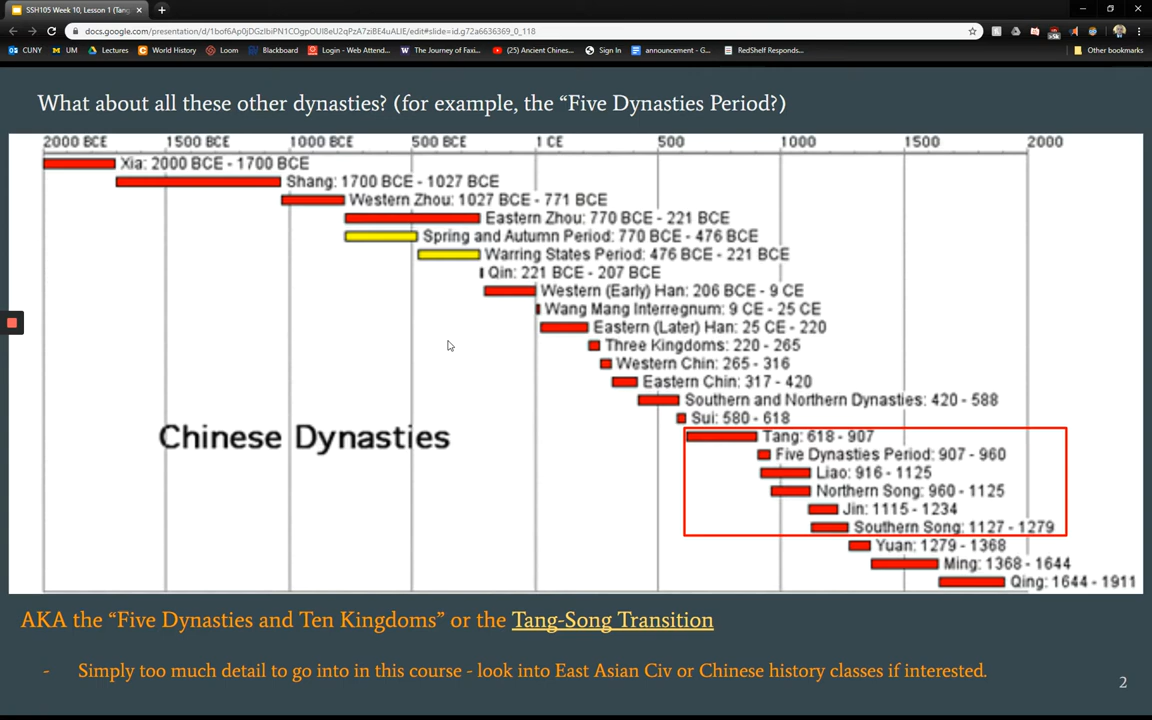 SSH105 Week 10, Lesson 1 (Tang
docs.google.com/presentation/d/1bof6Ap0jDGzIbiPN1COgpOUI8eU2qPzZ7ziBE4uALIE/edit#slide=id.g72a6636369_0_118
CUNY UM Lectures World History Loom Blackboard Login - Web Attend... The Journey of Faxi... (25) Ancient Chines... Sign In announcement - G... RedShelf Respons... Other bookmarks
What about all these other dynasties? (for example, the “Five Dynasties Period?)
2000 BCE 1500 BCE 1000 BCE 500 BCE 1 CE 500 1000 1500 2000
Xia: 2000 BCE - 1700 BCE
Shang: 1700 BCE - 1027 BCE
Western Zhou: 1027 BCE - 771 BCE
Eastern Zhou: 770 BCE - 221 BCE
Spring and Autumn Period: 770 BCE - 476 BCE
Warring States Period: 476 BCE - 221 BCE
Qin: 221 BCE - 207 BCE
Western (Early) Han: 206 BCE - 9 CE
Wang Mang Interregnum: 9 CE - 25 CE
Eastern (Later) Han: 25 CE - 220
Three Kingdoms: 220 - 265
Western Chin: 265 - 316
Eastern Chin: 317 - 420
Southern and Northern Dynasties: 420 - 588
Sui: 580 - 618
Tang: 618 - 907
Chinese Dynasties
Five Dynasties Period: 907 - 960
Liao: 916 - 1125
Northern Song: 960 - 1125
Jin: 1115 - 1234
Southern Song: 1127 - 1279
Yuan: 1279 - 1368
Ming: 1368 - 1644
Qing: 1644 - 1911
AKA the “Five Dynasties and Ten Kingdoms” or the Tang-Song Transition
- Simply too much detail to go into in this course - look into East Asian Civ or Chinese history classes if interested.
2